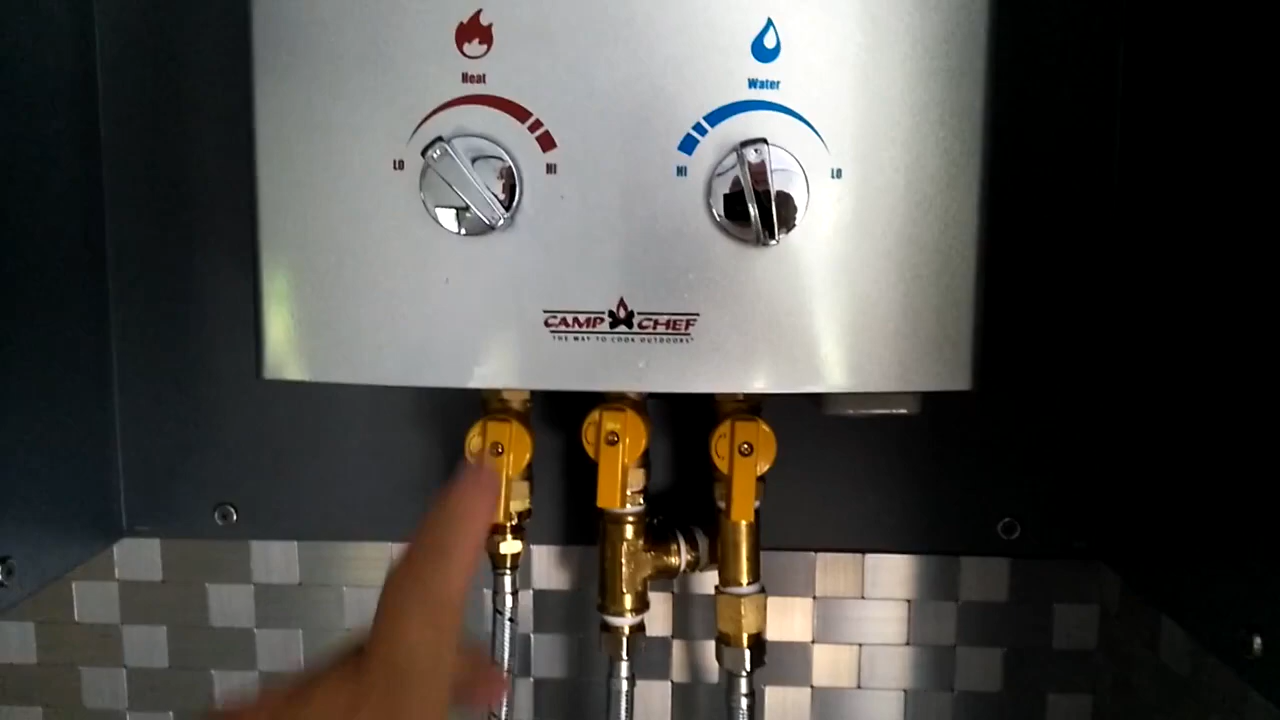 Heat
Water
LO
HI
HI
LO
CAMP CHEF
THE WAY TO COOK OUTDOORS